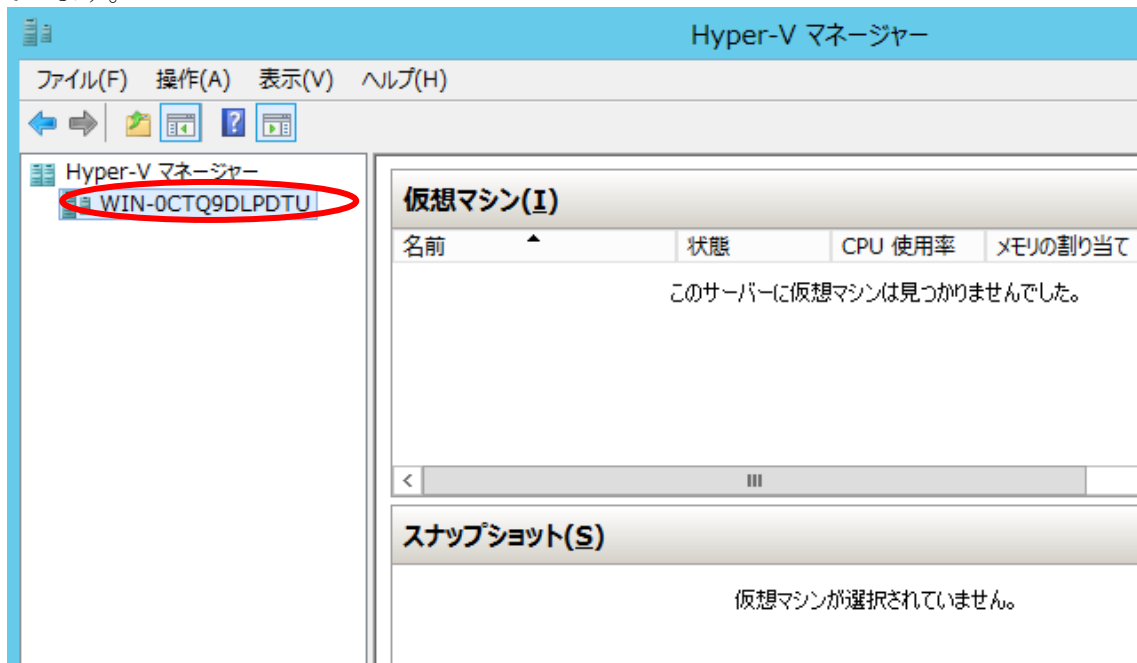 Hyper-V マネージャー
ファイル(F) 操作(A) 表示(V) ヘルプ(H)
Hyper-V マネージャー
WIN-0CTQ9DLPDTU
仮想マシン(I)
名前 状態 CPU 使用率 メモリの割り当て
このサーバーに仮想マシンは見つかりませんでした。
スナップショット(S)
仮想マシンが選択されていません。